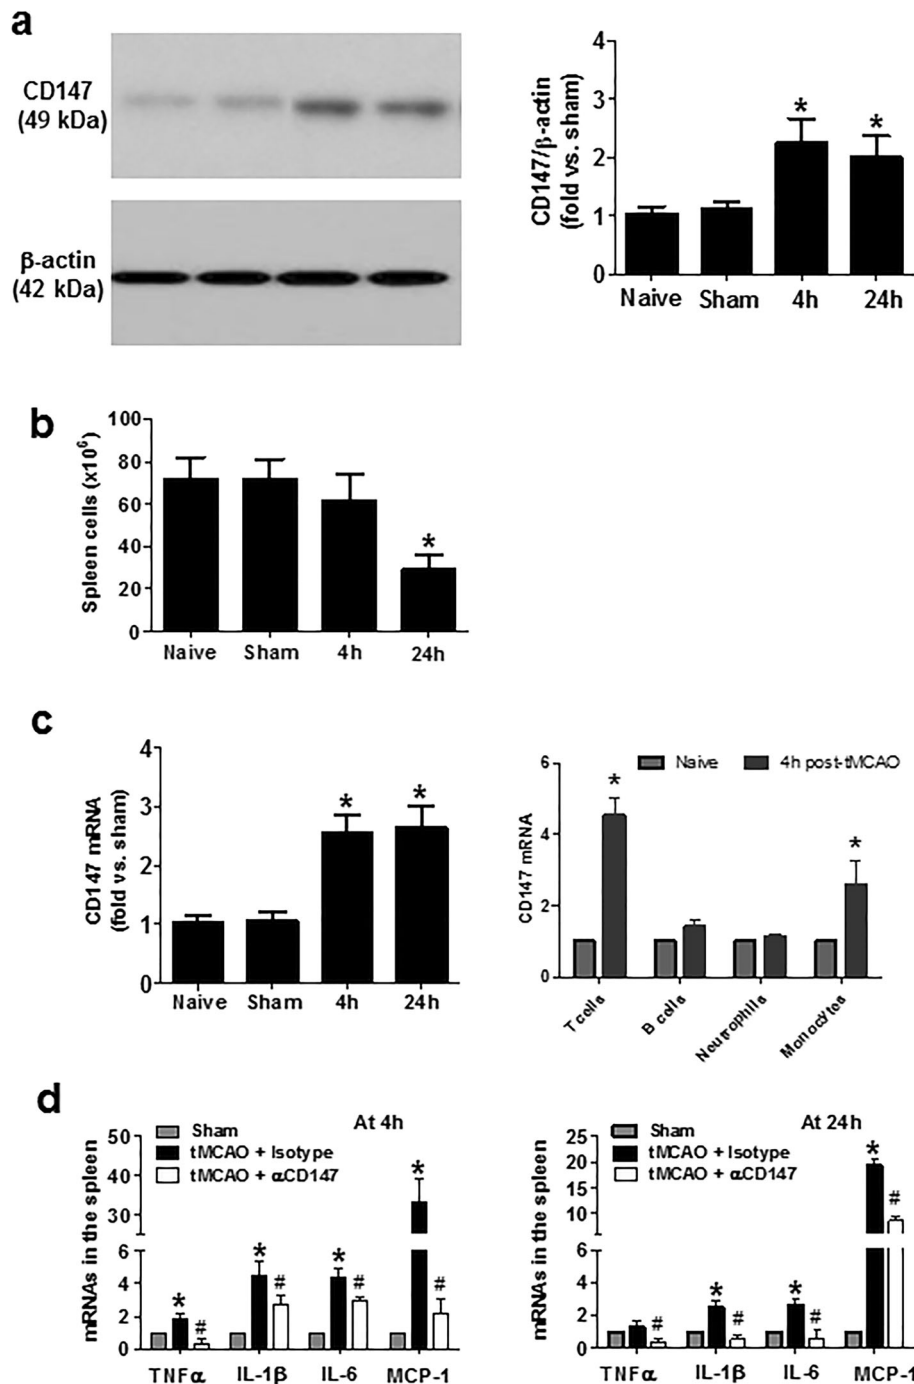 a
CD147
(49 kDa)
β-actin
(42 kDa)
CD147/β-actin
(fold vs. sham)
4
3
2
1
0
*
*
Naive Sham 4h 24h
b
Spleen cells (x10⁶)
100
80
60
40
20
0
*
Naive Sham 4h 24h
c
CD147 mRNA
(fold vs. sham)
4
3
2
1
0
*
*
Naive Sham 4h 24h
CD147 mRNA
6
4
2
0
Naive 4h post-tMCAO
*
*
T cells
B cells
Neutrophils
Monocytes
d
At 4h
Sham
tMCAO + Isotype
tMCAO + αCD147
mRNAs in the spleen
50
40
30
6
4
2
0
* # * # * # * #
TNFα IL-1β IL-6 MCP-1
At 24h
Sham
tMCAO + Isotype
tMCAO + αCD147
mRNAs in the spleen
25
20
15
10
6
4
2
0
# * # * # * #
TNFα IL-1β IL-6 MCP-1